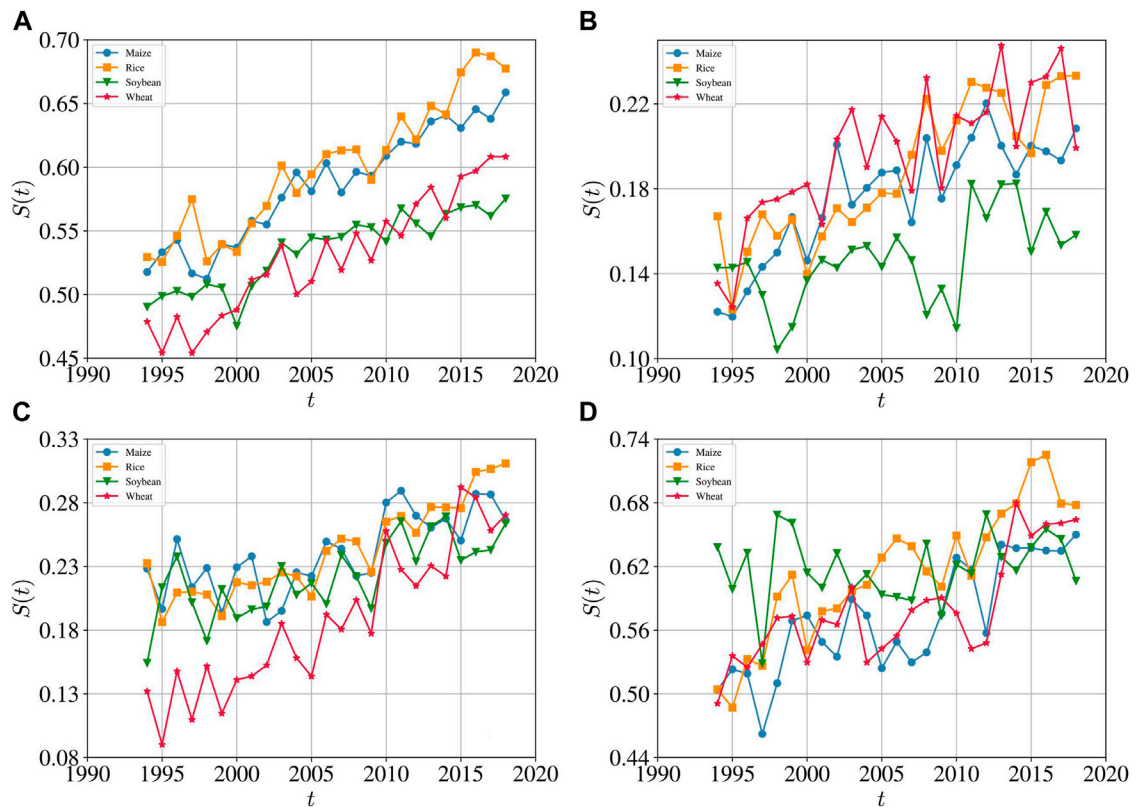 A
0.70
0.65
0.60
0.55
0.50
0.45
S(t)
Maize
Rice
Soybean
Wheat
1990 1995 2000 2005 2010 2015 2020
t
B
0.22
0.18
0.14
0.10
S(t)
Maize
Rice
Soybean
Wheat
1990 1995 2000 2005 2010 2015 2020
t
C
0.33
0.28
0.23
0.18
0.13
0.08
S(t)
Maize
Rice
Soybean
Wheat
1990 1995 2000 2005 2010 2015 2020
t
D
0.74
0.68
0.62
0.56
0.50
0.44
S(t)
Maize
Rice
Soybean
Wheat
1990 1995 2000 2005 2010 2015 2020
t